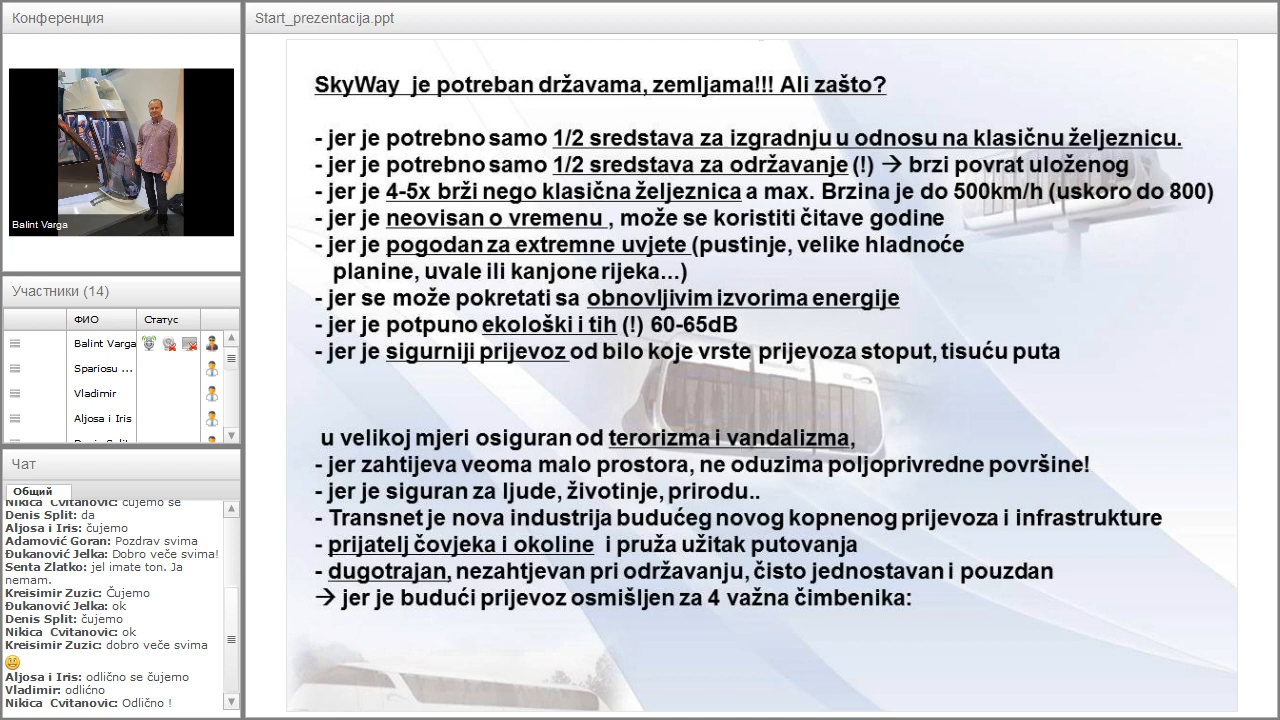 Конференция
Balint Varga
Участники (14)
ФИО Статус
Balint Varga
Spariosu ...
Vladimir
Aljosa i Iris
Чат
Общий
Nikica Cvitanovic: čujemo se
Denis Split: da
Aljosa i Iris: čujemo
Adamović Goran: Pozdrav svima
Đukanović Jelka: Dobro veče svima!
Senta Zlatko: jel imate ton. Ja
nemam.
Kreisimir Zuzic: Čujemo
Đukanović Jelka: ok
Denis Split: čujemo
Nikica Cvitanovic: ok
Kreisimir Zuzic: dobro veče svima
Aljosa i Iris: odlično se čujemo
Vladimir: odlićno
Nikica Cvitanovic: Odlično !
Start_prezentacija.ppt
SkyWay je potreban državama, zemljama!!! Ali zašto?
- jer je potrebno samo 1/2 sredstava za izgradnju u odnosu na klasičnu željeznicu.
- jer je potrebno samo 1/2 sredstava za održavanje (!) → brzi povrat uloženog
- jer je 4-5x brži nego klasična željeznica a max. Brzina je do 500km/h (uskoro do 800)
- jer je neovisan o vremenu , može se koristiti čitave godine
- jer je pogodan za extremne uvjete (pustinje, velike hladnoće
planine, uvale ili kanjone rijeka...)
- jer se može pokretati sa obnovljivim izvorima energije
- jer je potpuno ekološki i tih (!) 60-65dB
- jer je sigurniji prijevoz od bilo koje vrste prijevoza stoput, tisuću puta
u velikoj mjeri osiguran od terorizma i vandalizma,
- jer zahtijeva veoma malo prostora, ne oduzima poljoprivredne površine!
- jer je siguran za ljude, životinje, prirodu..
- Transnet je nova industrija budućeg novog kopnenog prijevoza i infrastrukture
- prijatelj čovjeka i okoline i pruža užitak putovanja
- dugotrajan, nezahtjevan pri održavanju, čisto jednostavan i pouzdan
→ jer je budući prijevoz osmišljen za 4 važna čimbenika: